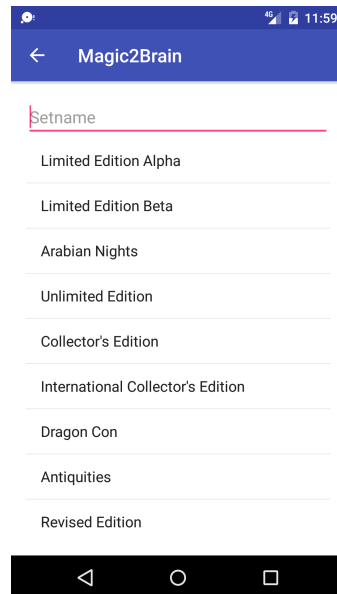 4G 11:59
Magic2Brain
Setname
Limited Edition Alpha
Limited Edition Beta
Arabian Nights
Unlimited Edition
Collector's Edition
International Collector's Edition
Dragon Con
Antiquities
Revised Edition